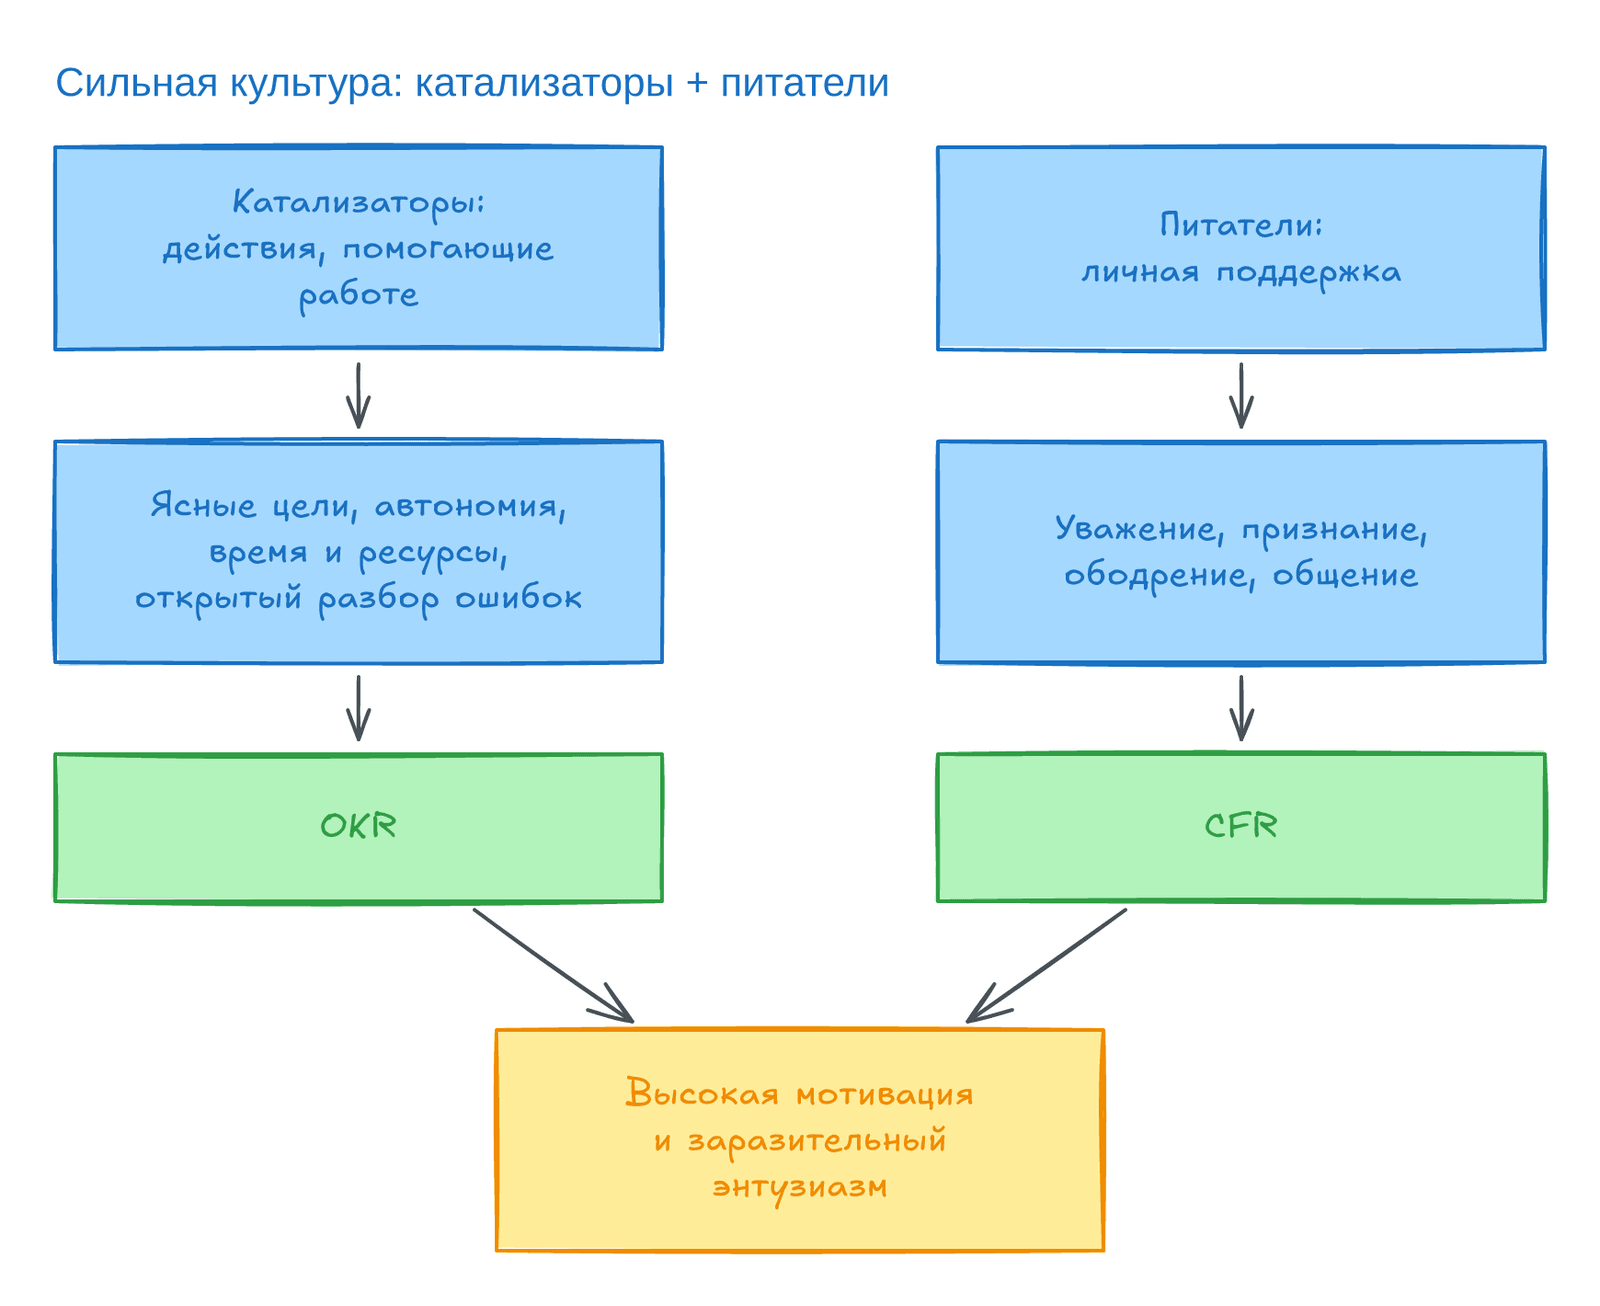 Сильная культура: катализаторы + питатели
Катализаторы:
действия, помогающие
работе
Питатели:
личная поддержка
Ясные цели, автономия,
время и ресурсы,
открытый разбор ошибок
Уважение, признание,
ободрение, общение
OKR
CFR
Высокая мотивация
и заразительный
энтузиазм